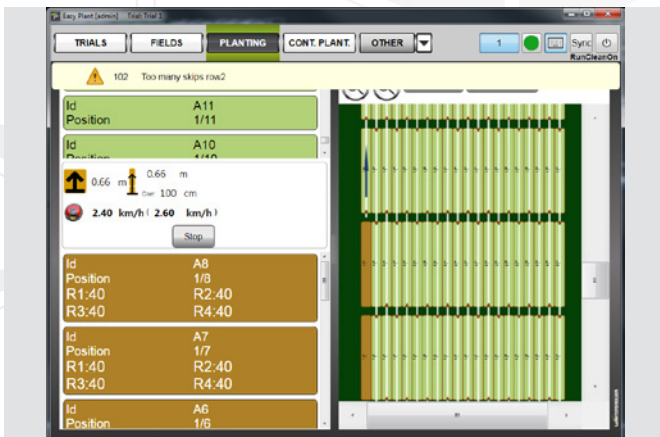 Easy Plant [admin] Trial: Trial 1
TRIALS FIELDS PLANTING CONT. PLANT. OTHER 1 Sync
RunCleanOn
102 Too many skips row2
Id A11
Position 1/11
Id A10
Position 1/10
0.66 m 0.66 m
100 cm
2.40 km/h ( 2.60 km/h )
Stop
Id A8
Position 1/8
R1:40 R2:40
R3:40 R4:40
Id A7
Position 1/7
R1:40 R2:40
R3:40 R4:40
Id A6
Position 1/6